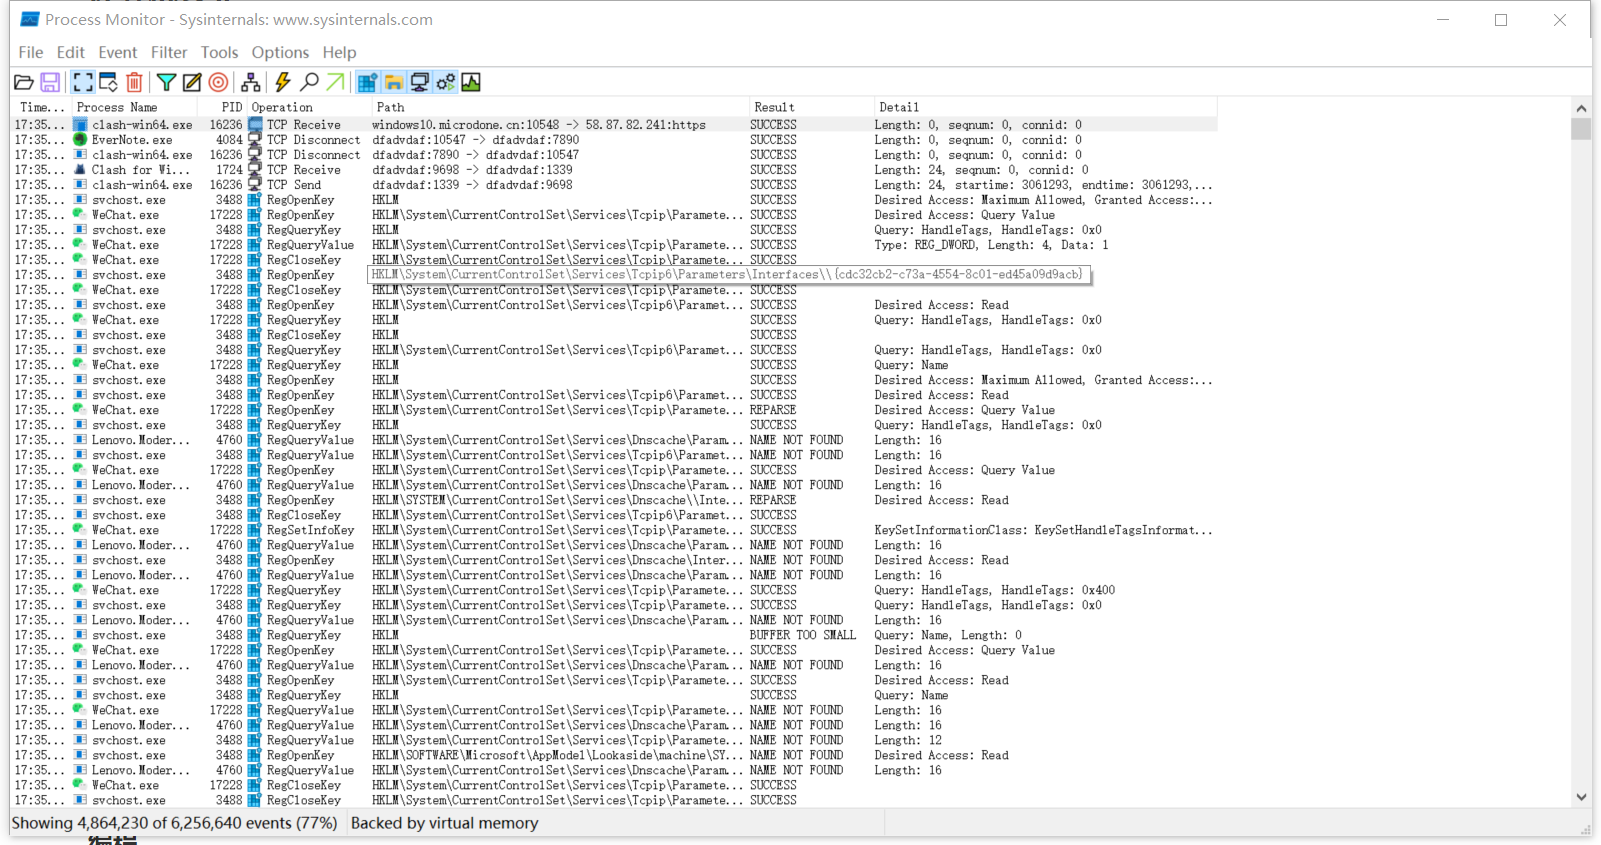 Process Monitor - Sysinternals: www.sysinternals.com
File Edit Event Filter Tools Options Help
Time... Process Name PID Operation Path Result Detail
17:35... clash-win64.exe 16236 TCP Receive windows10.microdone.cn:10548 -> 58.87.82.241:https SUCCESS Length: 0, seqnum: 0, connid: 0
17:35... EverNote.exe 4084 TCP Disconnect dfadvdaf:10547 -> dfadvdaf:7890 SUCCESS Length: 0, seqnum: 0, connid: 0
17:35... clash-win64.exe 16236 TCP Disconnect dfadvdaf:7890 -> dfadvdaf:10547 SUCCESS Length: 0, seqnum: 0, connid: 0
17:35... Clash for Wi... 1724 TCP Receive dfadvdaf:9698 -> dfadvdaf:1339 SUCCESS Length: 24, seqnum: 0, connid: 0
17:35... clash-win64.exe 16236 TCP Send dfadvdaf:1339 -> dfadvdaf:9698 SUCCESS Length: 24, startime: 3061293, endtime: 3061293,...
17:35... svchost.exe 3488 RegOpenKey HKLM SUCCESS Desired Access: Maximum Allowed, Granted Access:...
17:35... WeChat.exe 17228 RegOpenKey HKLM\System\CurrentControlSet\Services\Tcpip\Paramete... SUCCESS Desired Access: Query Value
17:35... svchost.exe 3488 RegQueryKey HKLM SUCCESS Query: HandleTags, HandleTags: 0x0
17:35... WeChat.exe 17228 RegQueryValue HKLM\System\CurrentControlSet\Services\Tcpip\Paramete... SUCCESS Type: REG_DWORD, Length: 4, Data: 1
17:35... WeChat.exe 17228 RegCloseKey HKLM\System\CurrentControlSet\Services\Tcpip\Paramete... SUCCESS
17:35... svchost.exe 3488 RegOpenKey HKLM\System\CurrentControlSet\Services\Tcpip6\Parameters\Interfaces\\{cdc32cb2-c73a-4554-8c01-ed45a09d9acb}
17:35... WeChat.exe 17228 RegCloseKey HKLM\System\CurrentControlSet\Services\Tcpip\Paramete... SUCCESS
17:35... svchost.exe 3488 RegOpenKey HKLM\System\CurrentControlSet\Services\Tcpip6\Paramet... SUCCESS Desired Access: Read
17:35... WeChat.exe 17228 RegQueryKey HKLM SUCCESS Query: HandleTags, HandleTags: 0x0
17:35... svchost.exe 3488 RegCloseKey HKLM SUCCESS
17:35... svchost.exe 3488 RegQueryKey HKLM\System\CurrentControlSet\Services\Tcpip6\Paramet... SUCCESS Query: HandleTags, HandleTags: 0x0
17:35... WeChat.exe 17228 RegQueryKey HKLM SUCCESS Query: Name
17:35... svchost.exe 3488 RegOpenKey HKLM SUCCESS Desired Access: Maximum Allowed, Granted Access:...
17:35... svchost.exe 3488 RegOpenKey HKLM\System\CurrentControlSet\Services\Tcpip6\Paramet... SUCCESS Desired Access: Read
17:35... WeChat.exe 17228 RegOpenKey HKLM\System\CurrentControlSet\Services\Tcpip\Paramete... REPARSE Desired Access: Query Value
17:35... svchost.exe 3488 RegQueryKey HKLM SUCCESS Query: HandleTags, HandleTags: 0x0
17:35... Lenovo.Moder... 4760 RegQueryValue HKLM\System\CurrentControlSet\Services\Dnscache\Param... NAME NOT FOUND Length: 16
17:35... svchost.exe 3488 RegQueryValue HKLM\System\CurrentControlSet\Services\Tcpip6\Paramet... NAME NOT FOUND Length: 16
17:35... WeChat.exe 17228 RegOpenKey HKLM\System\CurrentControlSet\Services\Tcpip\Paramete... SUCCESS Desired Access: Query Value
17:35... Lenovo.Moder... 4760 RegQueryValue HKLM\System\CurrentControlSet\Services\Dnscache\Param... NAME NOT FOUND Length: 16
17:35... svchost.exe 3488 RegOpenKey HKLM\SYSTEM\CurrentControlSet\Services\Dnscache\\Inte... REPARSE Desired Access: Read
17:35... svchost.exe 3488 RegCloseKey HKLM\System\CurrentControlSet\Services\Tcpip6\Paramet... SUCCESS
17:35... WeChat.exe 17228 RegSetInfoKey HKLM\System\CurrentControlSet\Services\Tcpip\Paramete... SUCCESS KeySetInformationClass: KeySetHandleTagsInformat...
17:35... Lenovo.Moder... 4760 RegQueryValue HKLM\System\CurrentControlSet\Services\Dnscache\Param... NAME NOT FOUND Length: 16
17:35... svchost.exe 3488 RegOpenKey HKLM\System\CurrentControlSet\Services\Dnscache\Inter... NAME NOT FOUND Desired Access: Read
17:35... Lenovo.Moder... 4760 RegQueryValue HKLM\System\CurrentControlSet\Services\Dnscache\Param... NAME NOT FOUND Length: 16
17:35... WeChat.exe 17228 RegQueryKey HKLM\System\CurrentControlSet\Services\Tcpip\Paramete... SUCCESS Query: HandleTags, HandleTags: 0x400
17:35... svchost.exe 3488 RegQueryKey HKLM\System\CurrentControlSet\Services\Tcpip\Paramete... SUCCESS Query: HandleTags, HandleTags: 0x0
17:35... Lenovo.Moder... 4760 RegQueryValue HKLM\System\CurrentControlSet\Services\Dnscache\Param... NAME NOT FOUND Length: 16
17:35... svchost.exe 3488 RegQueryKey HKLM BUFFER TOO SMALL Query: Name, Length: 0
17:35... WeChat.exe 17228 RegOpenKey HKLM\System\CurrentControlSet\Services\Tcpip\Paramete... SUCCESS Desired Access: Query Value
17:35... Lenovo.Moder... 4760 RegQueryValue HKLM\System\CurrentControlSet\Services\Dnscache\Param... NAME NOT FOUND Length: 16
17:35... svchost.exe 3488 RegOpenKey HKLM\System\CurrentControlSet\Services\Tcpip\Paramete... SUCCESS Desired Access: Read
17:35... svchost.exe 3488 RegQueryKey HKLM SUCCESS Query: Name
17:35... WeChat.exe 17228 RegQueryValue HKLM\System\CurrentControlSet\Services\Tcpip\Paramete... NAME NOT FOUND Length: 16
17:35... Lenovo.Moder... 4760 RegQueryValue HKLM\System\CurrentControlSet\Services\Dnscache\Param... NAME NOT FOUND Length: 16
17:35... svchost.exe 3488 RegQueryValue HKLM\System\CurrentControlSet\Services\Tcpip\Paramete... NAME NOT FOUND Length: 12
17:35... svchost.exe 3488 RegOpenKey HKLM\SOFTWARE\Microsoft\AppModel\Lookaside\machine\SY... NAME NOT FOUND Desired Access: Read
17:35... Lenovo.Moder... 4760 RegQueryValue HKLM\System\CurrentControlSet\Services\Dnscache\Param... NAME NOT FOUND Length: 16
17:35... WeChat.exe 17228 RegCloseKey HKLM\System\CurrentControlSet\Services\Tcpip\Paramete... SUCCESS
17:35... svchost.exe 3488 RegCloseKey HKLM\System\CurrentControlSet\Services\Tcpip\Paramete... SUCCESS
Showing 4,864,230 of 6,256,640 events (77%) Backed by virtual memory